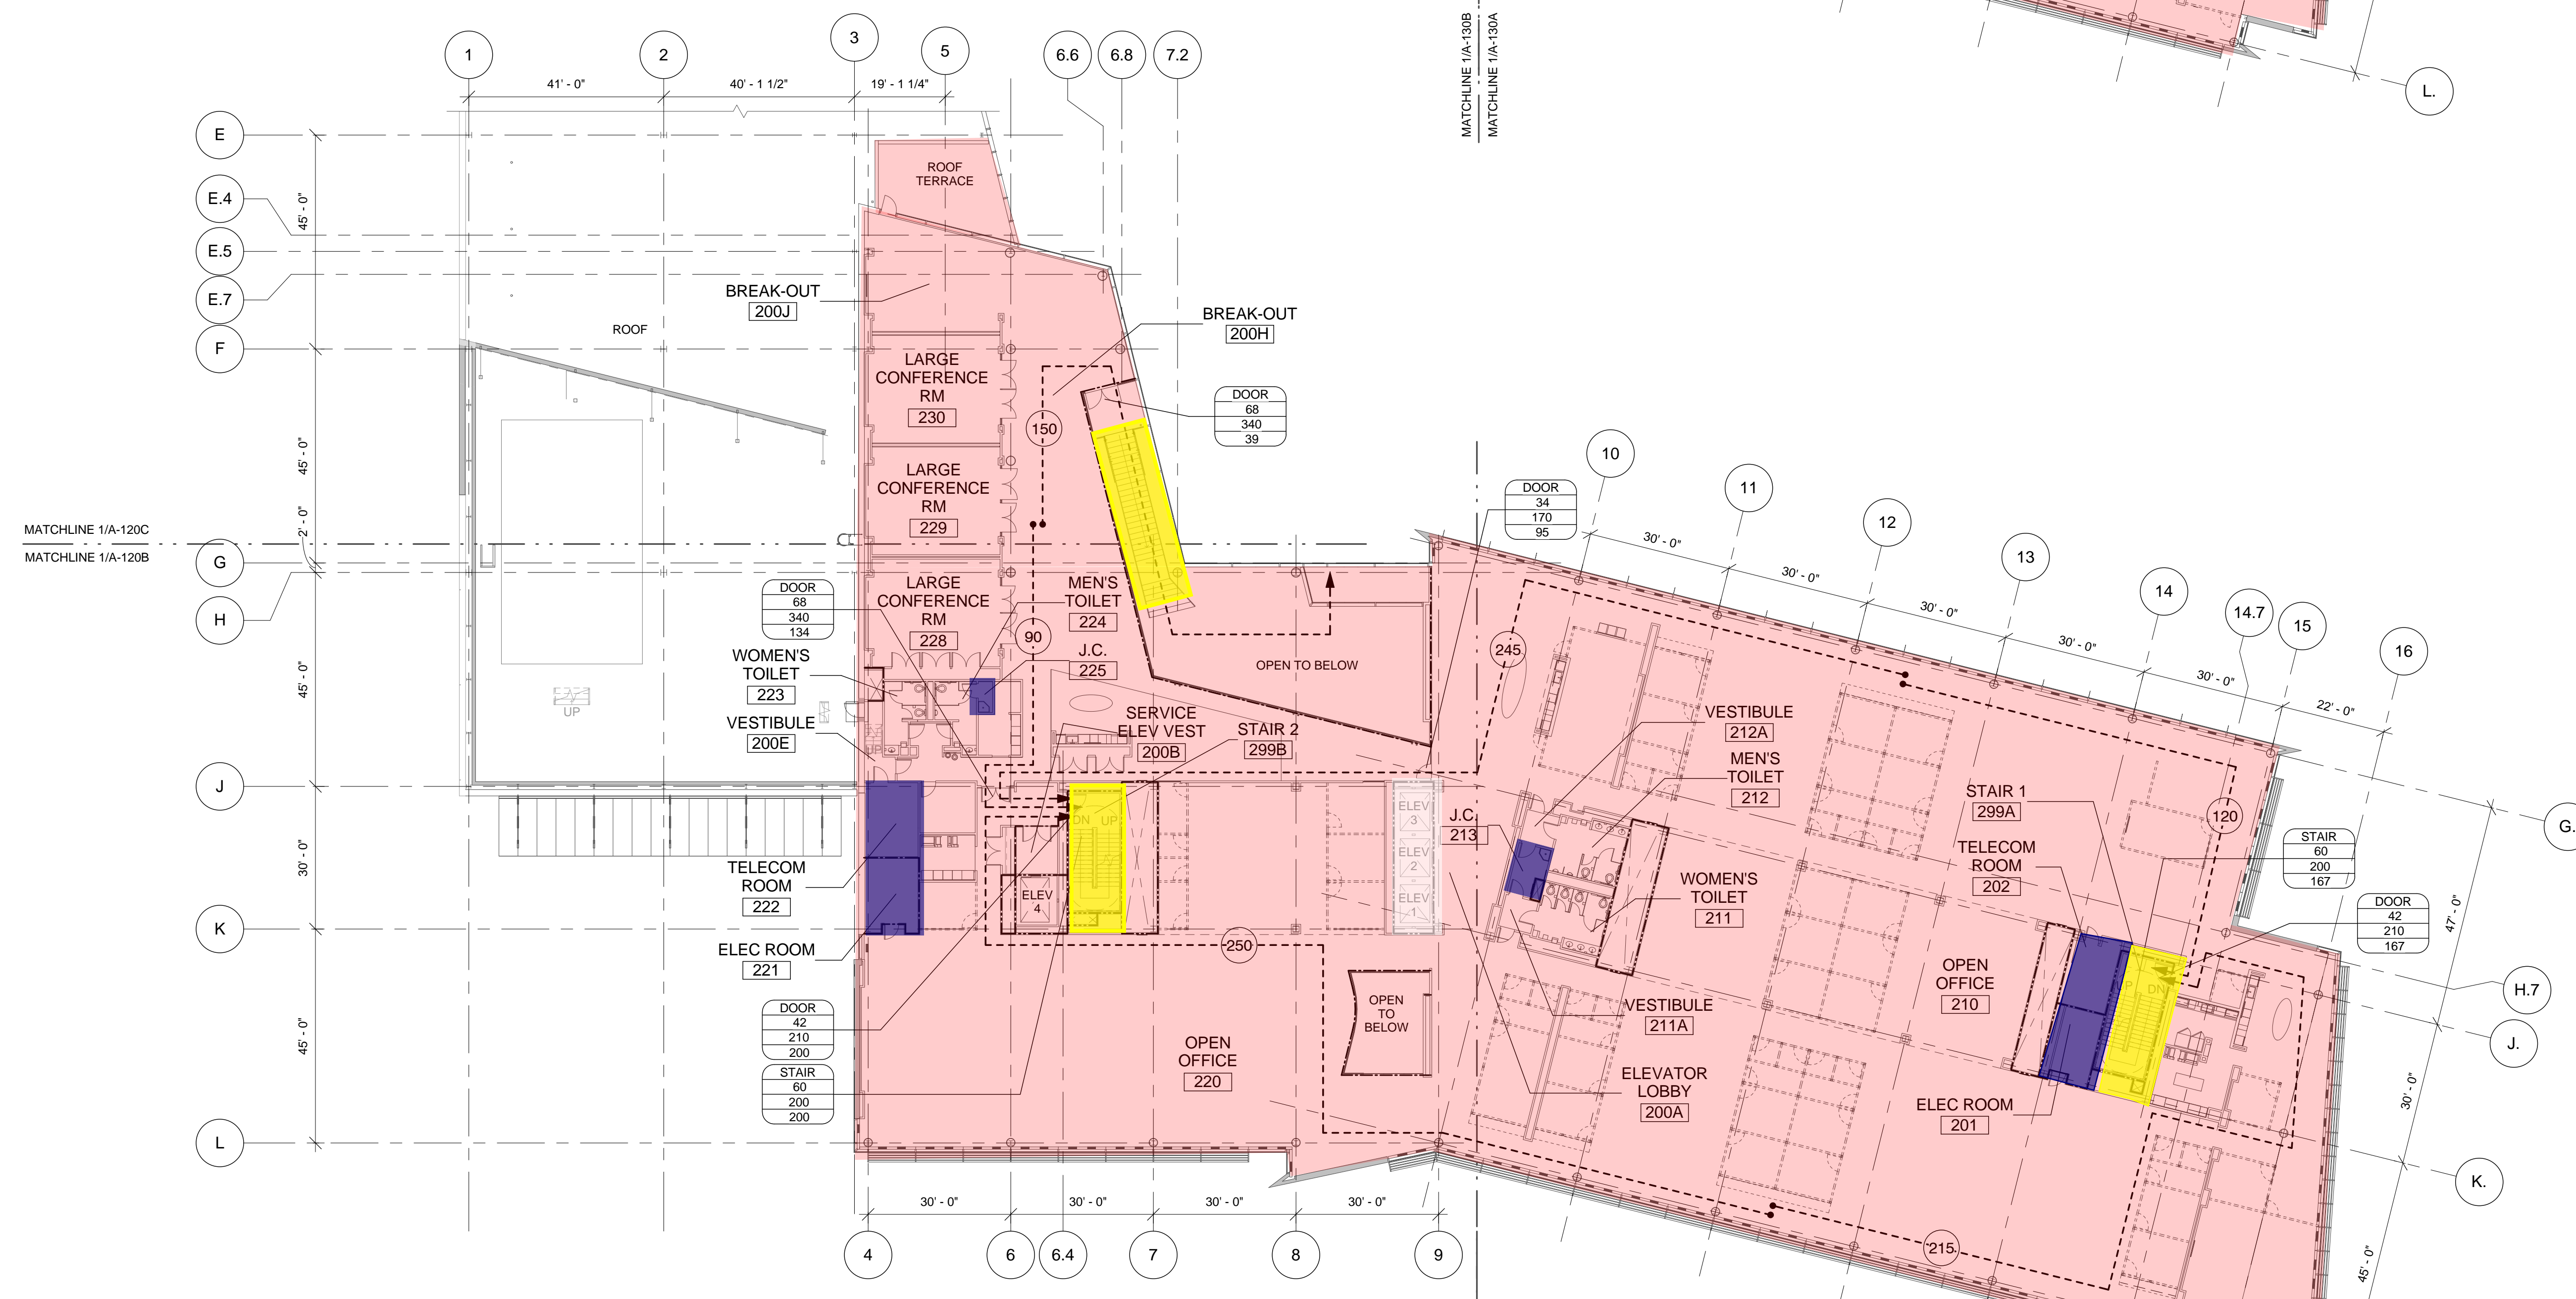 MATCHLINE 1/A-130B
MATCHLINE 1/A-130A
L.
1
2
3
5
6.6
6.8
7.2
41' - 0"
40' - 1 1/2"
19' - 1 1/4"
E
E.4
E.5
E.7
F
G
H
J
K
L
45' - 0"
45' - 0"
2' - 0"
45' - 0"
30' - 0"
45' - 0"
MATCHLINE 1/A-120C
MATCHLINE 1/A-120B
ROOF
UP
ROOF
TERRACE
BREAK-OUT
200J
BREAK-OUT
200H
LARGE
CONFERENCE
RM
230
LARGE
CONFERENCE
RM
229
LARGE
CONFERENCE
RM
228
150
90
DOOR
68
340
39
DOOR
34
170
95
DOOR
68
340
134
MEN'S
TOILET
224
J.C.
225
WOMEN'S
TOILET
223
VESTIBULE
200E
UP
SERVICE
ELEV VEST
200B
STAIR 2
299B
OPEN TO BELOW
DN
UP
ELEV
4
ELEV
3
ELEV
2
ELEV
1
TELECOM
ROOM
222
ELEC ROOM
221
250
DOOR
42
210
200
STAIR
60
200
200
OPEN
OFFICE
220
OPEN
TO
BELOW
10
11
12
13
14
14.7
15
16
30' - 0"
30' - 0"
30' - 0"
30' - 0"
30' - 0"
22' - 0"
245
VESTIBULE
212A
MEN'S
TOILET
212
J.C.
213
WOMEN'S
TOILET
211
VESTIBULE
211A
ELEVATOR
LOBBY
200A
STAIR 1
299A
TELECOM
ROOM
202
OPEN
OFFICE
210
ELEC ROOM
201
DN
120
STAIR
60
200
167
DOOR
42
210
167
G.
H.7
J.
K.
47' - 0"
30' - 0"
45' - 0"
215
30' - 0"
30' - 0"
30' - 0"
30' - 0"
4
6
6.4
7
8
9